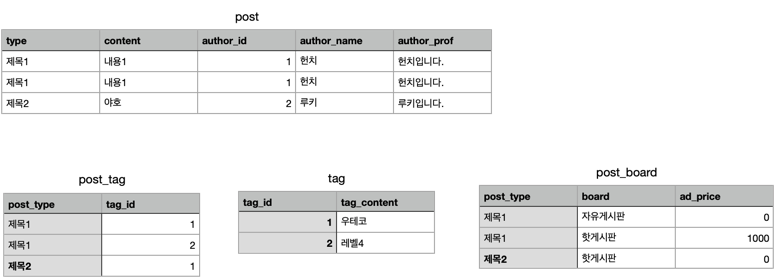 post
type content author_id author_name author_prof
제목1 내용1 1 헌치 헌치입니다.
제목1 내용1 1 헌치 헌치입니다.
제목2 야호 2 루키 루키입니다.
post_tag
post_type tag_id
제목1 1
제목1 2
제목2 1
tag
tag_id tag_content
1 우테코
2 레벨4
post_board
post_type board ad_price
제목1 자유게시판 0
제목1 핫게시판 1000
제목2 핫게시판 0